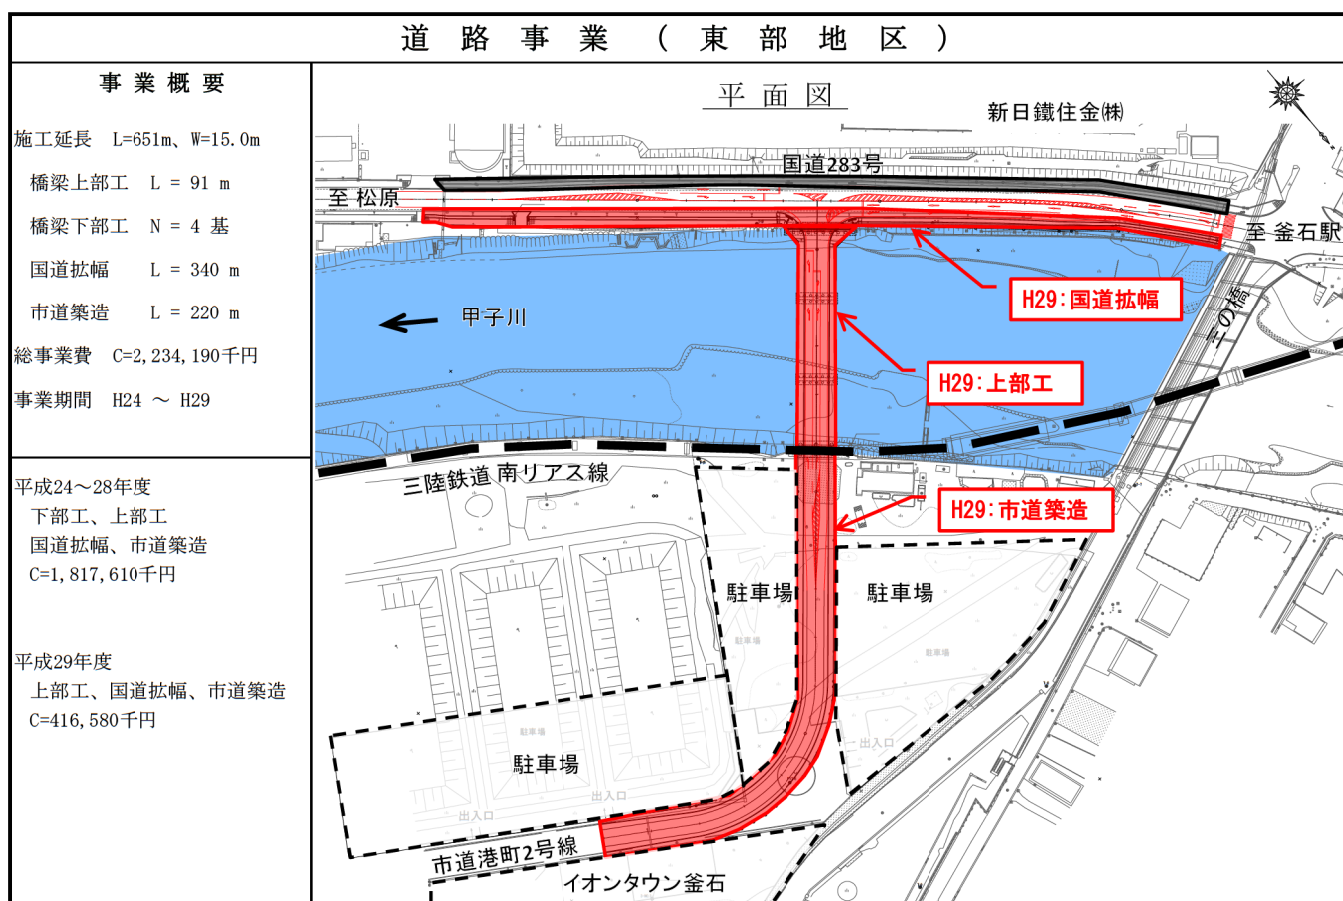 道路事業（東部地区）
事業概要
施工延長 L=651m、W=15.0m
橋梁上部工 L = 91 m
橋梁下部工 N = 4 基
国道拡幅 L = 340 m
市道築造 L = 220 m
総事業費 C=2,234,190千円
事業期間 H24 ～ H29
平成24～28年度
下部工、上部工
国道拡幅、市道築造
C=1,817,610千円
平成29年度
上部工、国道拡幅、市道築造
C=416,580千円
平面図
新日鐵住金㈱
国道283号
至 松原
至 釜石駅
H29：国道拡幅
甲子川
H29：上部工
三陸鉄道 南リアス線
H29：市道築造
駐車場
駐車場
駐車場
駐車場
出入口
駐車場
駐車場
出入口
出入口
市道港町2号線
イオンタウン釜石